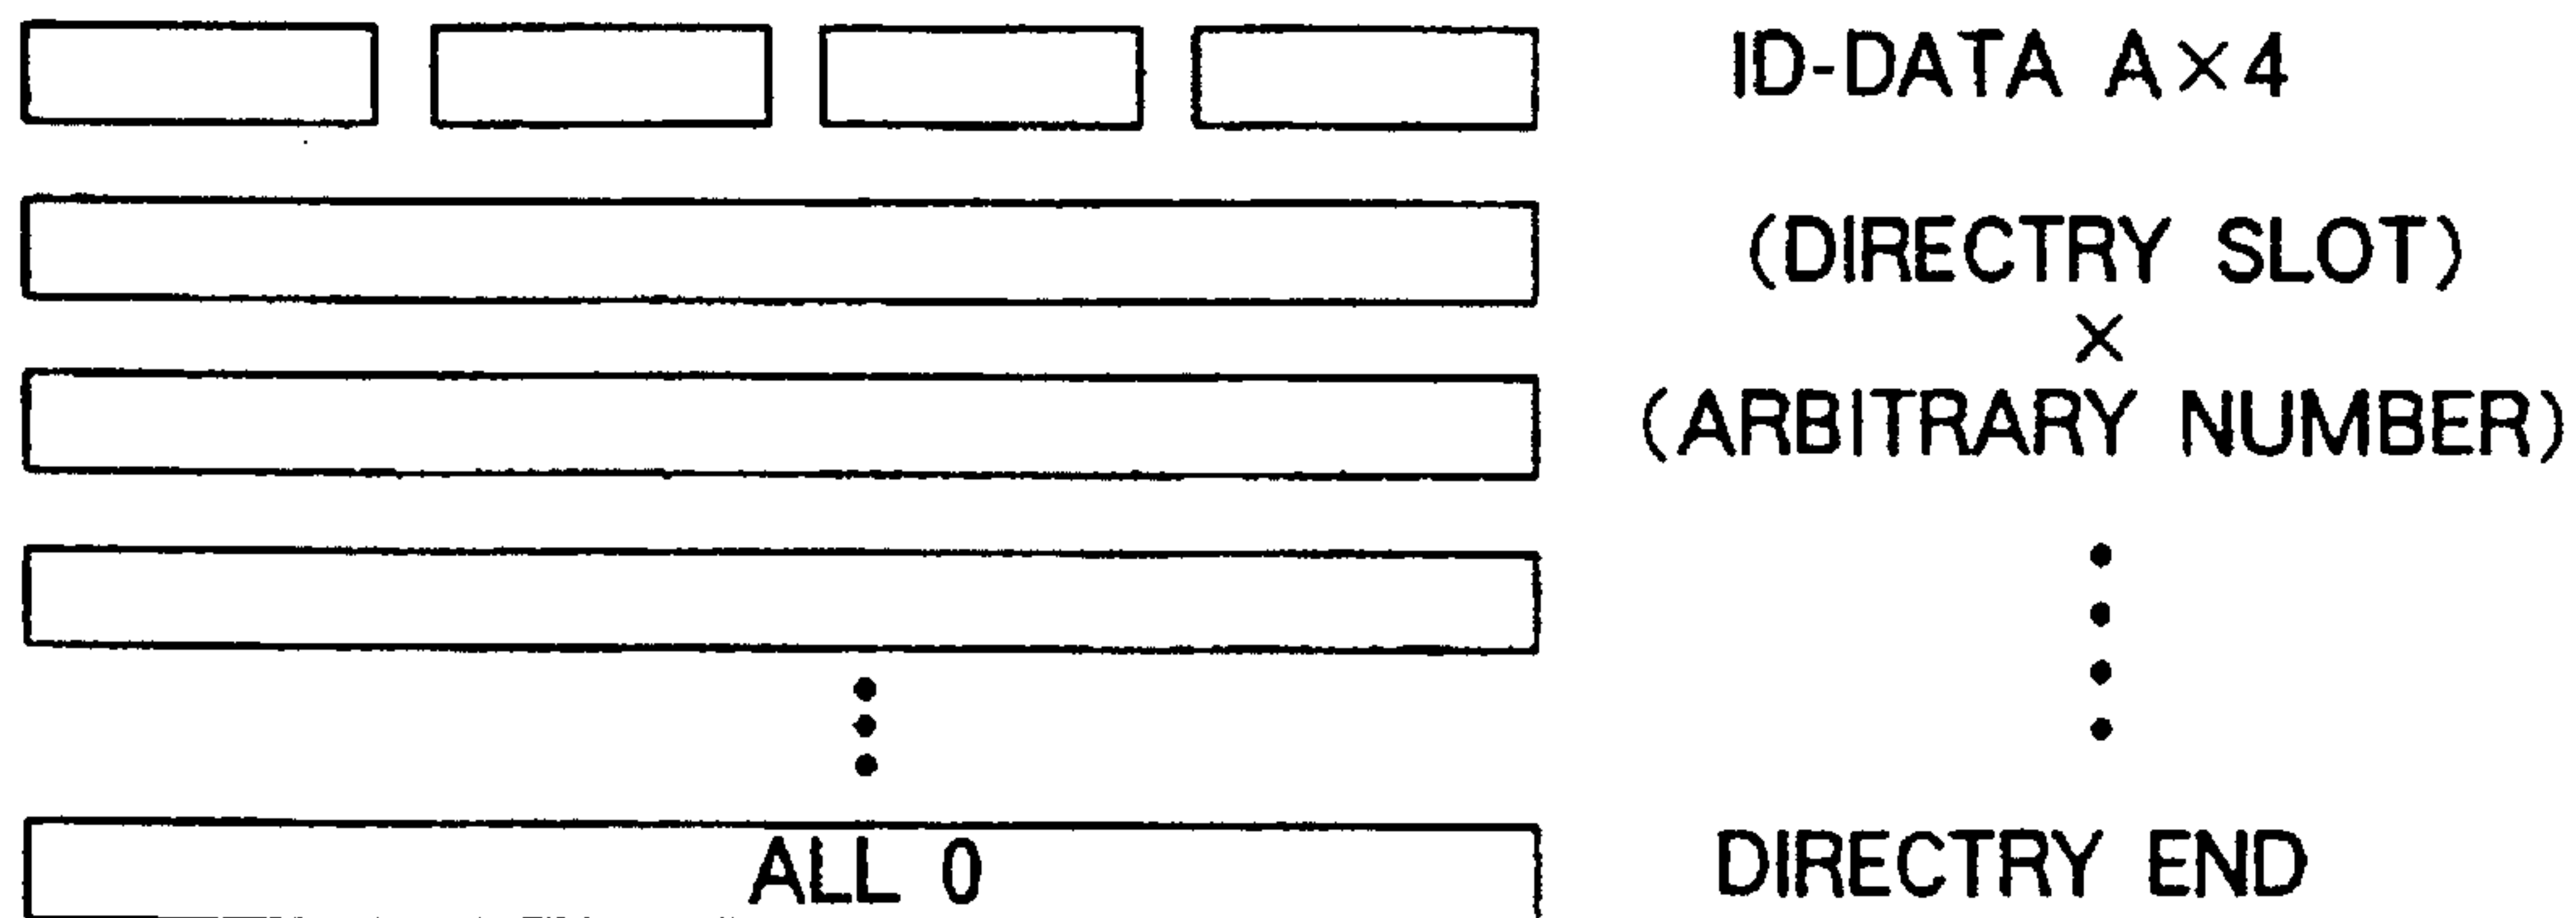 ID-DATA A×4
(DIRECTRY SLOT)
×
(ARBITRARY NUMBER)
ALL 0
DIRECTRY END